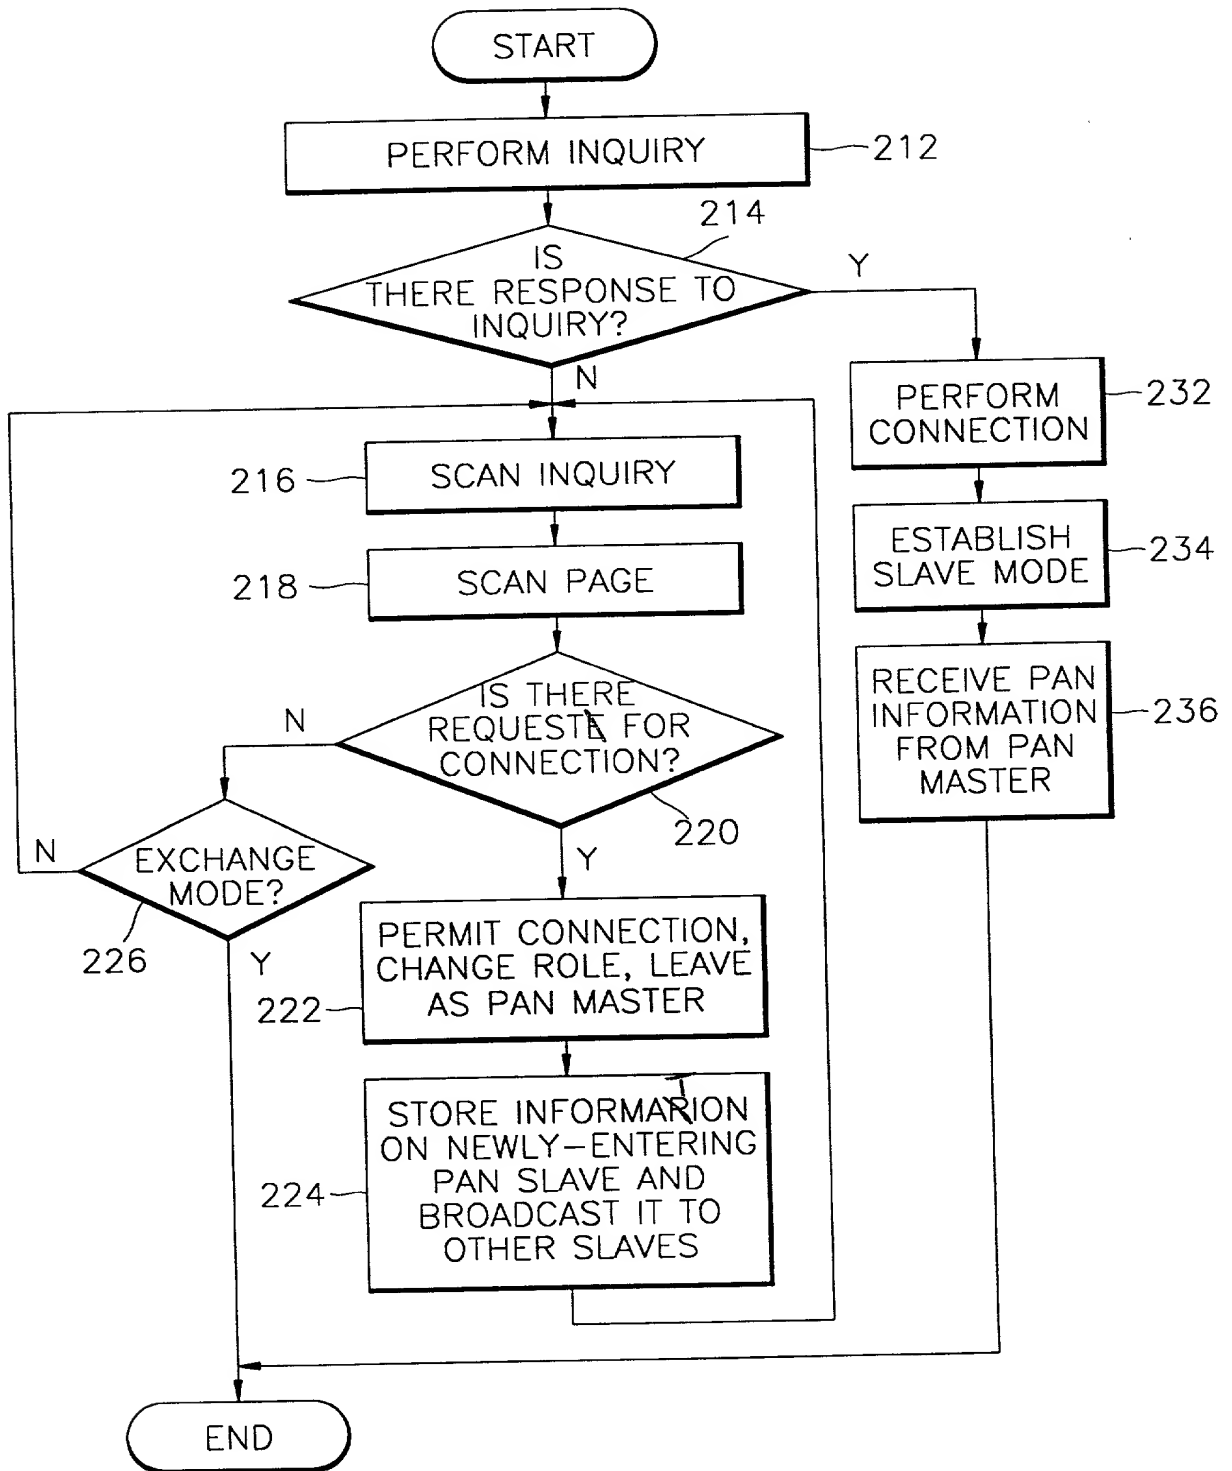 START
PERFORM INQUIRY
212
214
IS
THERE RESPONSE TO
INQUIRY?
Y
N
PERFORM
CONNECTION
232
216
SCAN INQUIRY
ESTABLISH
SLAVE MODE
234
218
SCAN PAGE
RECEIVE PAN
INFORMATION
FROM PAN
MASTER
236
IS THERE
REQUESTE FOR
CONNECTION?
N
220
Y
EXCHANGE
MODE?
N
226
Y
PERMIT CONNECTION,
CHANGE ROLE, LEAVE
AS PAN MASTER
222
STORE INFORMARION
ON NEWLY-ENTERING
PAN SLAVE AND
BROADCAST IT TO
OTHER SLAVES
224
END